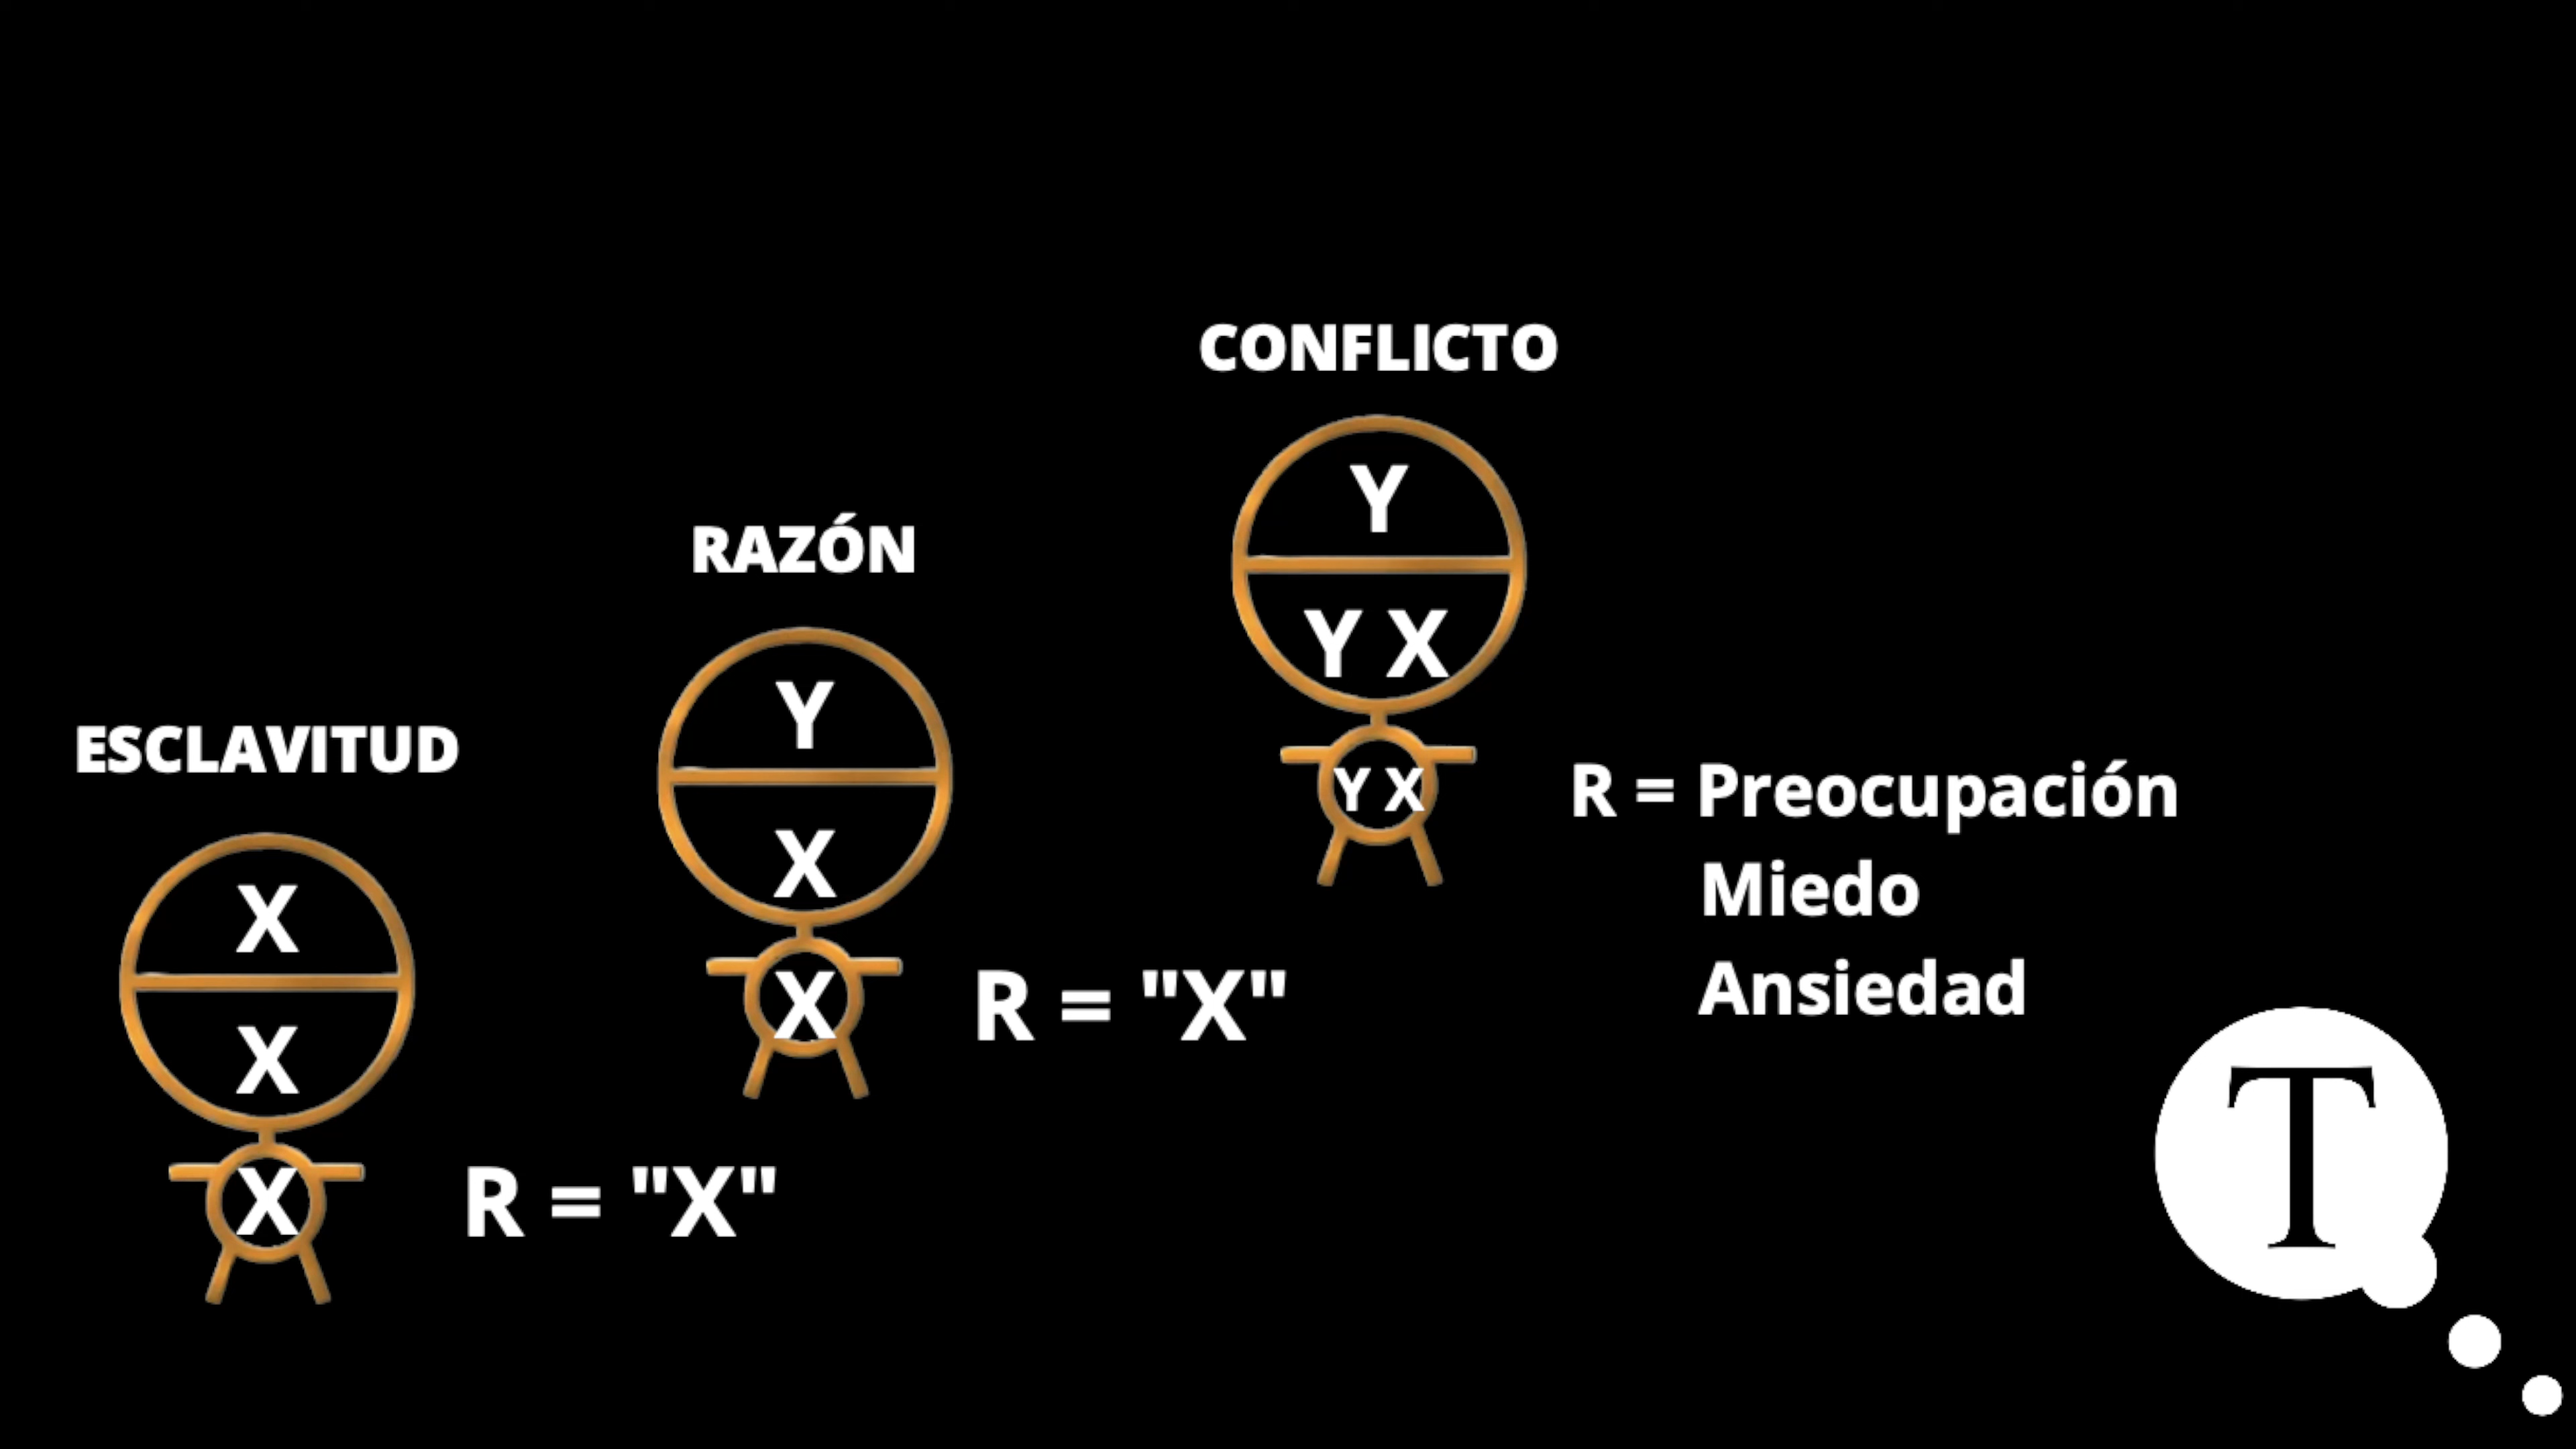 ESCLAVITUD
X
X
X
R = "X"
RAZÓN
Y
X
X
R = "X"
CONFLICTO
Y
Y X
Y X
R = Preocupación
Miedo
Ansiedad
T